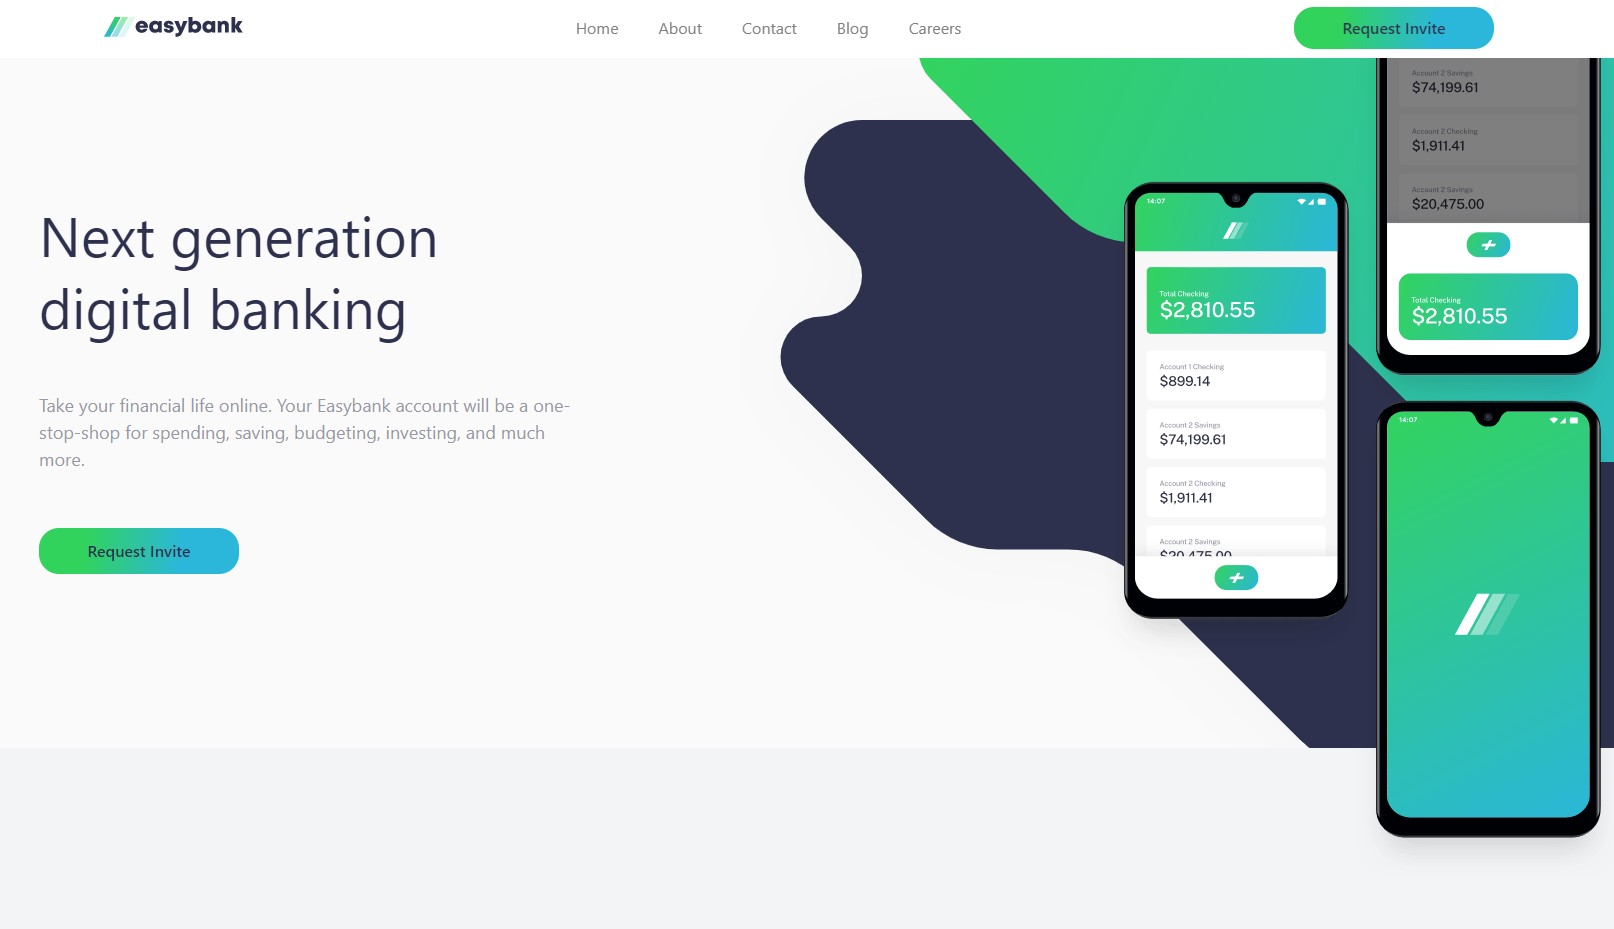 easybank
Home
About
Contact
Blog
Careers
Request Invite
Next generation
digital banking
Take your financial life online. Your Easybank account will be a one-
stop-shop for spending, saving, budgeting, investing, and much
more.
Request Invite
14:07
Total Checking
$2,810.55
Account 1 Checking
$899.14
Account 2 Savings
$74,199.61
Account 2 Checking
$1,911.41
Account 2 Savings
$20,475.00
Account 2 Savings
$74,199.61
Account 2 Checking
$1,911.41
Account 2 Savings
$20,475.00
Total Checking
$2,810.55
14:07